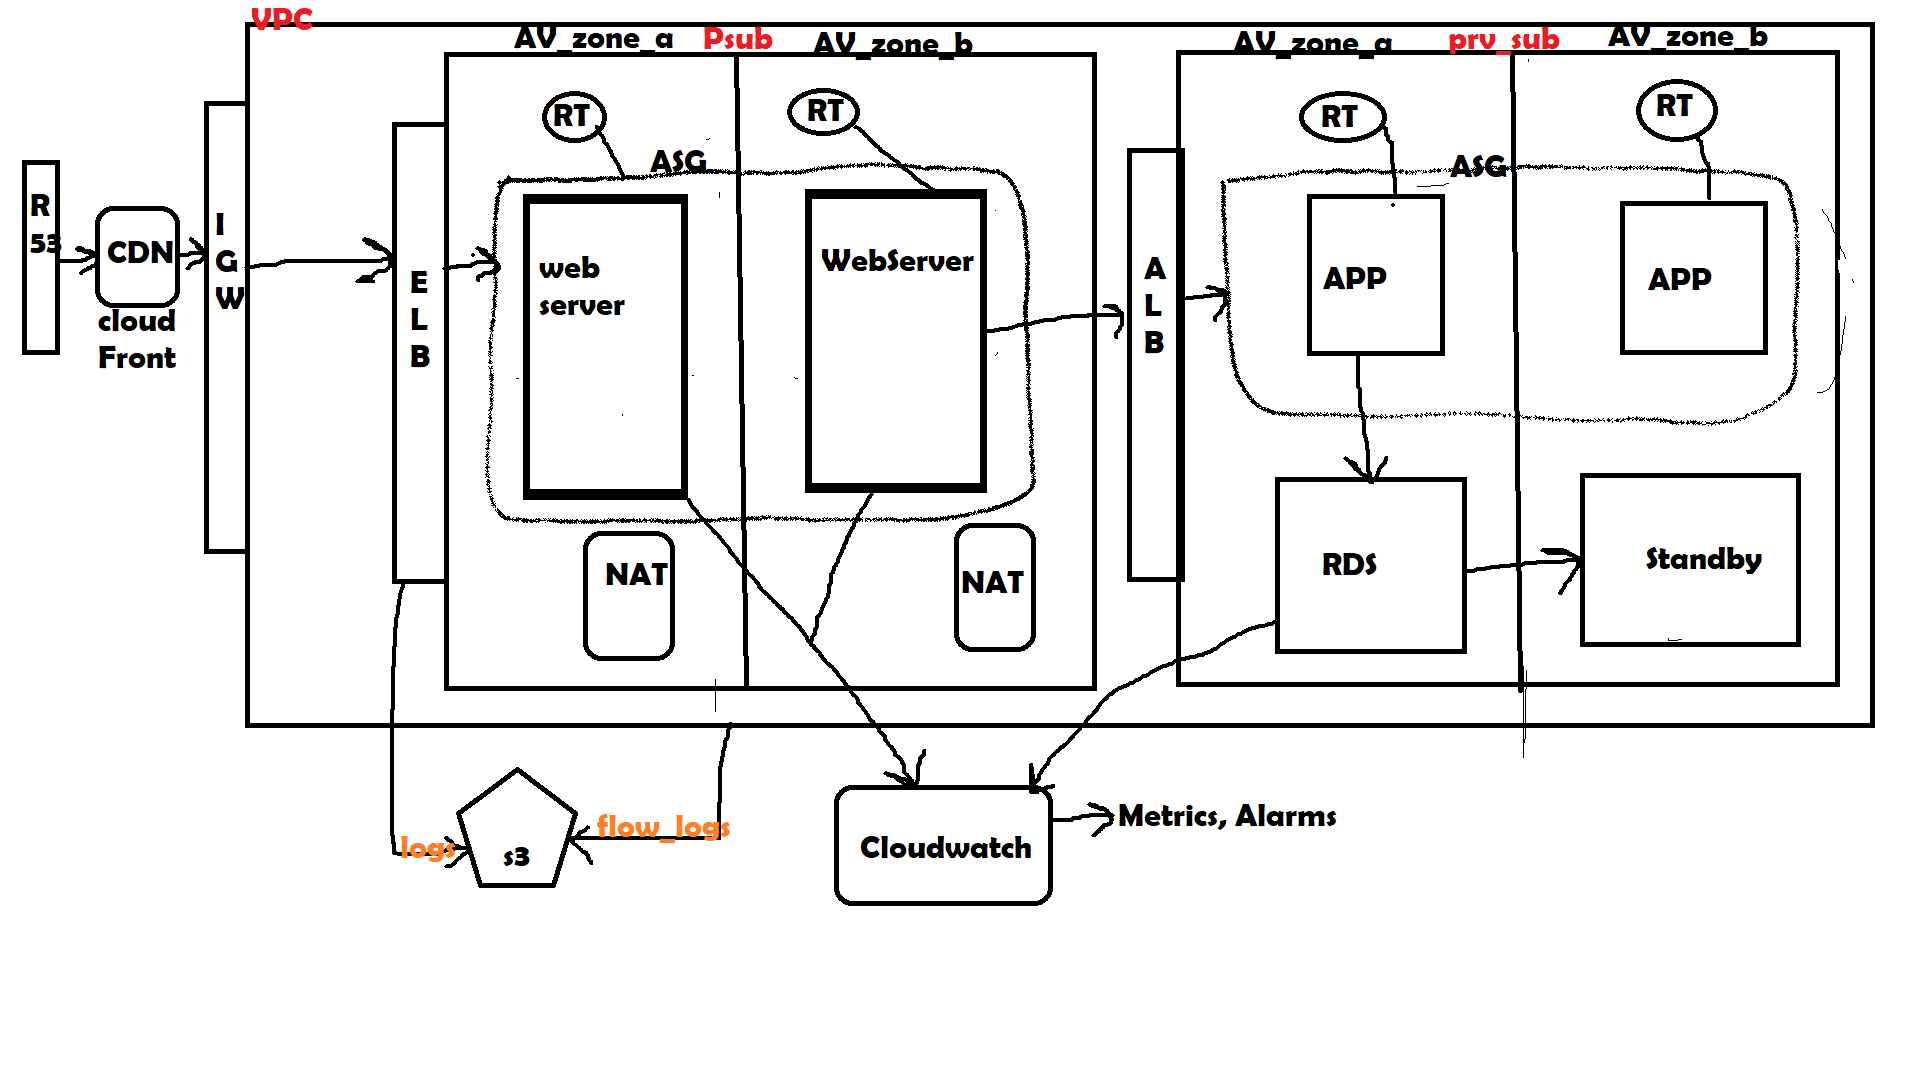 VPC
AV_zone_a
Psub
AV_zone_b
AV_zone_a
prv_sub
AV_zone_b
RT
RT
RT
RT
ASG
ASG
R
53
CDN
cloud
Front
I
G
W
E
L
B
web
server
WebServer
A
L
B
APP
APP
NAT
NAT
RDS
Standby
logs
s3
flow_logs
Cloudwatch
Metrics, Alarms